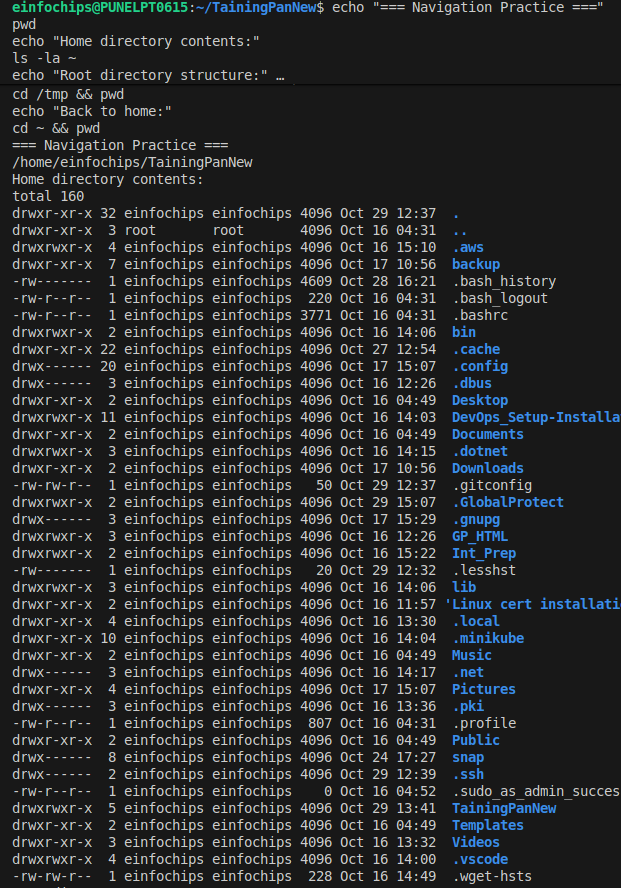 einfochips@PUNELPT0615:~/TainingPanNew$ echo "=== Navigation Practice ==="
pwd
echo "Home directory contents:"
ls -la ~
echo "Root directory structure:" …
cd /tmp && pwd
echo "Back to home:"
cd ~ && pwd
=== Navigation Practice ===
/home/einfochips/TainingPanNew
Home directory contents:
total 160
drwxr-xr-x 32 einfochips einfochips 4096 Oct 29 12:37 .
drwxr-xr-x  3 root       root       4096 Oct 16 04:31 ..
drwxrwxr-x  4 einfochips einfochips 4096 Oct 16 15:10 .aws
drwxr-xr-x  7 einfochips einfochips 4096 Oct 17 10:56 backup
-rw-------  1 einfochips einfochips 4609 Oct 28 16:21 .bash_history
-rw-r--r--  1 einfochips einfochips  220 Oct 16 04:31 .bash_logout
-rw-r--r--  1 einfochips einfochips 3771 Oct 16 04:31 .bashrc
drwxrwxr-x  2 einfochips einfochips 4096 Oct 16 14:06 bin
drwxr-xr-x 22 einfochips einfochips 4096 Oct 27 12:54 .cache
drwx------ 20 einfochips einfochips 4096 Oct 17 15:07 .config
drwx------  3 einfochips einfochips 4096 Oct 16 12:26 .dbus
drwxr-xr-x  2 einfochips einfochips 4096 Oct 16 04:49 Desktop
drwxrwxr-x 11 einfochips einfochips 4096 Oct 16 14:03 DevOps_Setup-Installa
drwxr-xr-x  2 einfochips einfochips 4096 Oct 16 04:49 Documents
drwxrwxr-x  3 einfochips einfochips 4096 Oct 16 14:15 .dotnet
drwxr-xr-x  2 einfochips einfochips 4096 Oct 17 10:56 Downloads
-rw-rw-r--  1 einfochips einfochips   50 Oct 29 12:37 .gitconfig
drwxrwxr-x  2 einfochips einfochips 4096 Oct 29 15:07 .GlobalProtect
drwx------  3 einfochips einfochips 4096 Oct 17 15:29 .gnupg
drwxrwxr-x  3 einfochips einfochips 4096 Oct 16 12:26 GP_HTML
drwxrwxr-x  2 einfochips einfochips 4096 Oct 16 15:22 Int_Prep
-rw-------  1 einfochips einfochips   20 Oct 29 12:32 .lesshst
drwxrwxr-x  3 einfochips einfochips 4096 Oct 16 14:06 lib
drwxr-xr-x  2 einfochips einfochips 4096 Oct 16 11:57 'Linux cert installati
drwxr-xr-x  4 einfochips einfochips 4096 Oct 16 13:30 .local
drwxrwxr-x 10 einfochips einfochips 4096 Oct 16 14:04 .minikube
drwxr-xr-x  2 einfochips einfochips 4096 Oct 16 04:49 Music
drwx------  3 einfochips einfochips 4096 Oct 16 14:17 .net
drwxr-xr-x  4 einfochips einfochips 4096 Oct 17 15:07 Pictures
drwx------  3 einfochips einfochips 4096 Oct 16 13:36 .pki
-rw-r--r--  1 einfochips einfochips  807 Oct 16 04:31 .profile
drwxr-xr-x  2 einfochips einfochips 4096 Oct 16 04:49 Public
drwx------  8 einfochips einfochips 4096 Oct 24 17:27 snap
drwx------  2 einfochips einfochips 4096 Oct 29 12:39 .ssh
-rw-r--r--  1 einfochips einfochips    0 Oct 16 04:52 .sudo_as_admin_succes
drwxrwxr-x  5 einfochips einfochips 4096 Oct 29 13:41 TainingPanNew
drwxr-xr-x  2 einfochips einfochips 4096 Oct 16 04:49 Templates
drwxr-xr-x  3 einfochips einfochips 4096 Oct 16 13:32 Videos
drwxrwxr-x  4 einfochips einfochips 4096 Oct 16 14:00 .vscode
-rw-rw-r--  1 einfochips einfochips  228 Oct 16 14:49 .wget-hsts